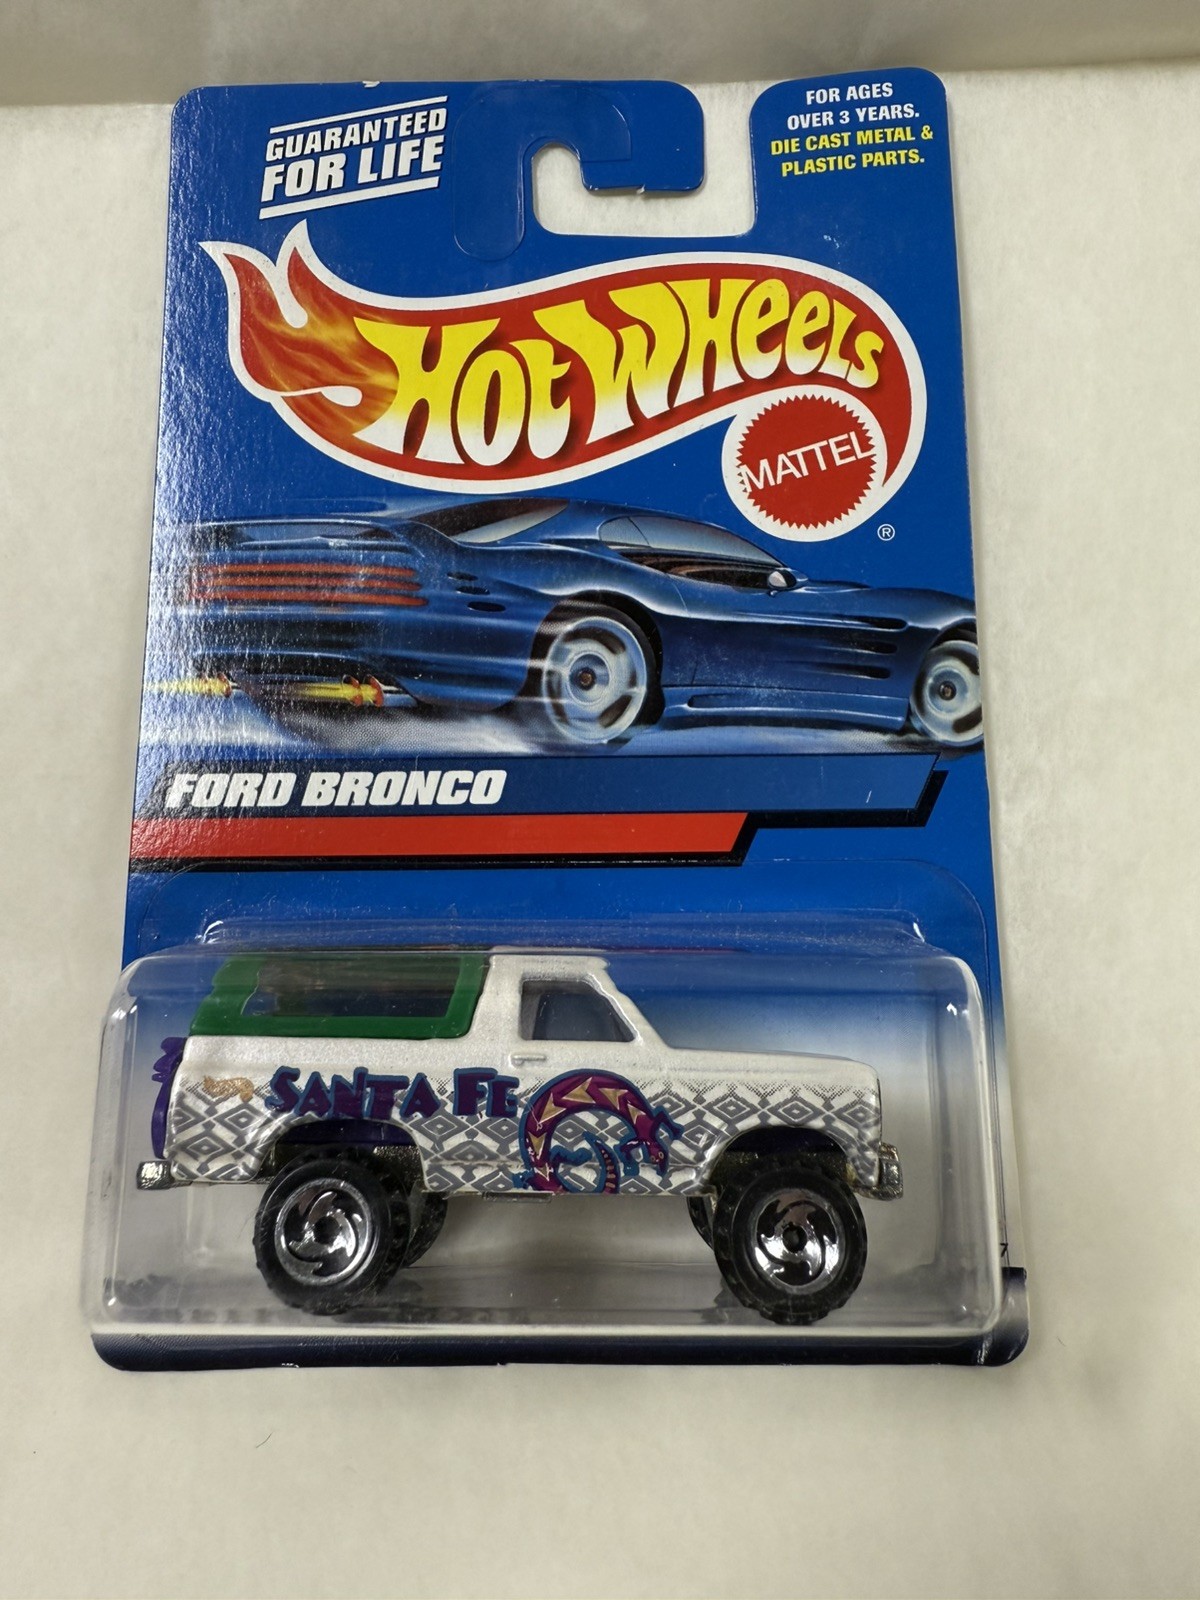 GUARANTEED
FOR LIFE
FOR AGES
OVER 3 YEARS.
DIE CAST METAL &
PLASTIC PARTS.
HOT WHEELS
MATTEL
®
FORD BRONCO
SANTA FE
7